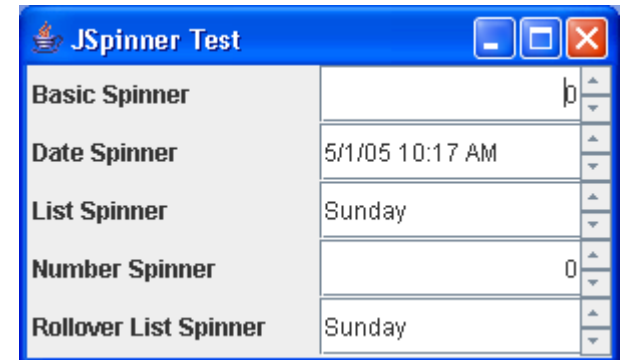 JSpinner Test
Basic Spinner 0
Date Spinner 5/1/05 10:17 AM
List Spinner Sunday
Number Spinner 0
Rollover List Spinner Sunday